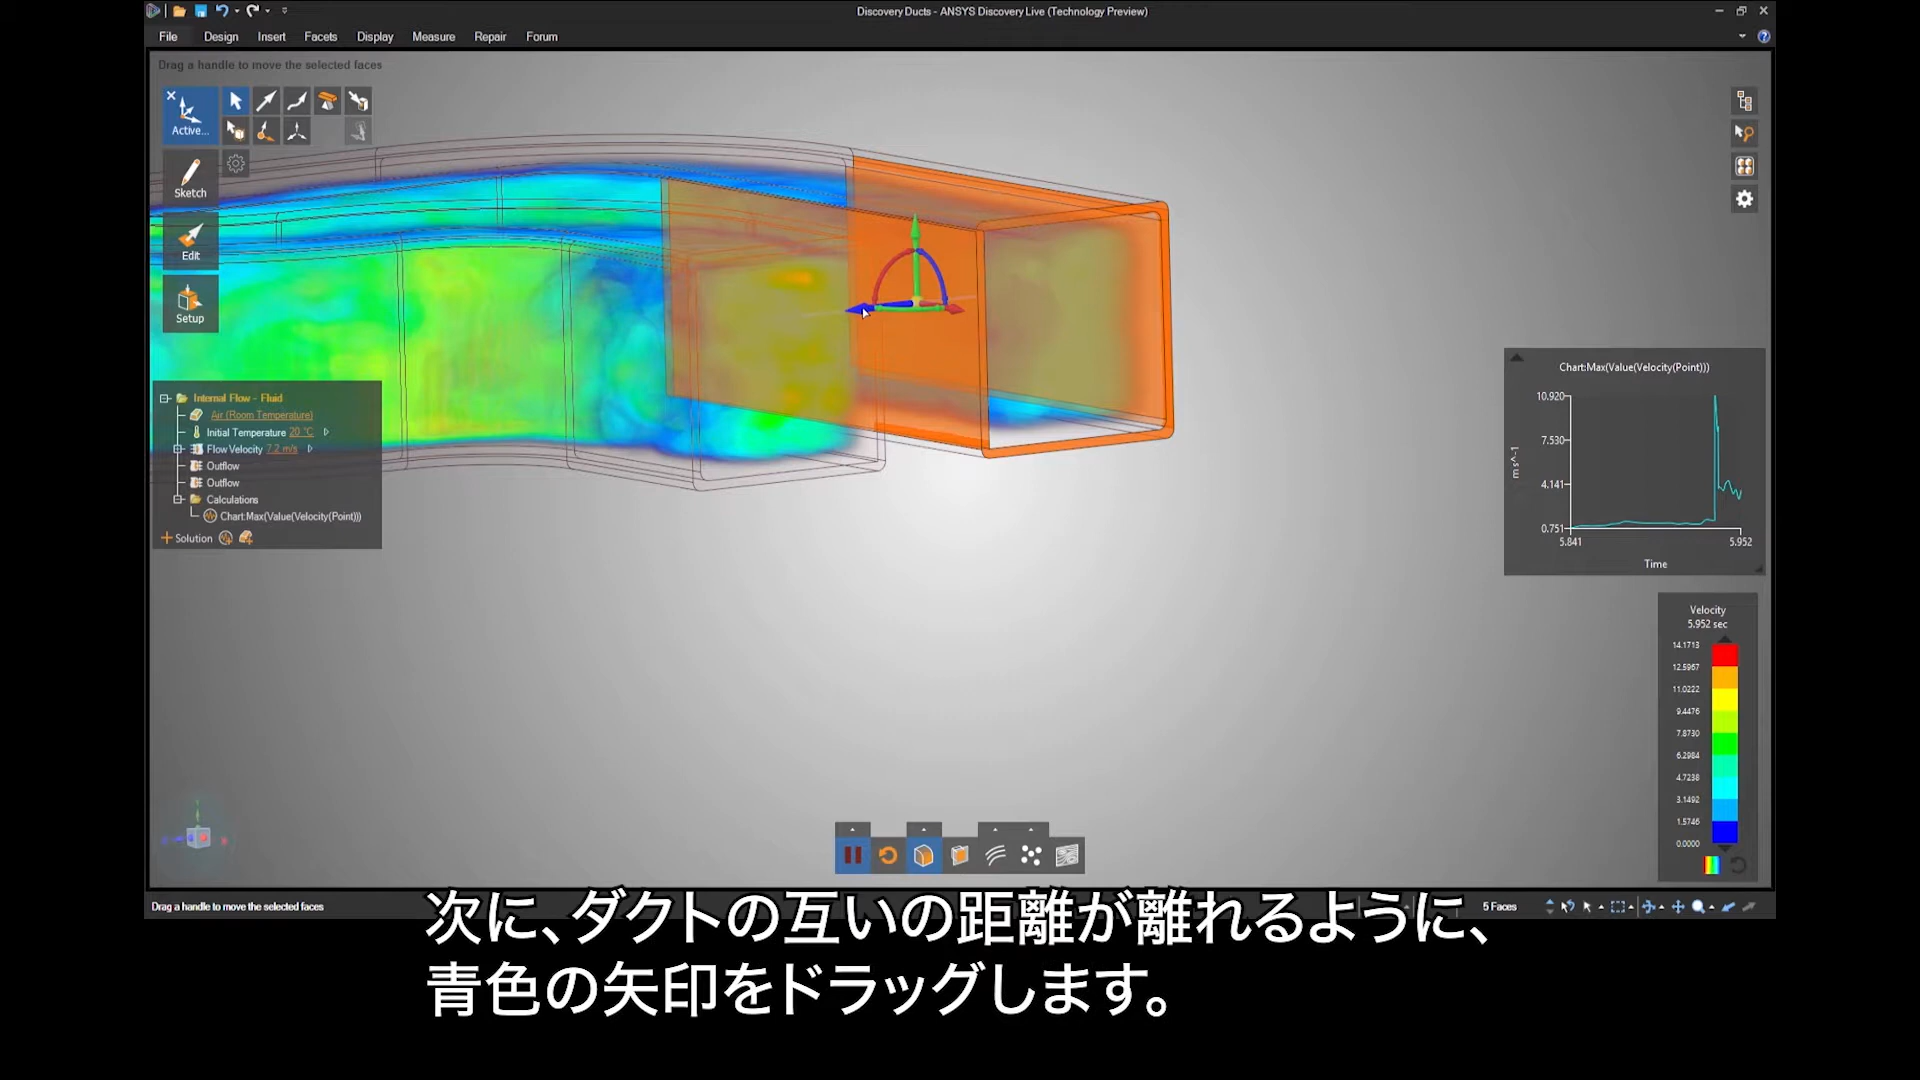 Discovery Ducts - ANSYS Discovery Live (Technology Preview)
File Design Insert Facets Display Measure Repair Forum
Drag a handle to move the selected faces
Active...
Sketch
Edit
Setup
Internal Flow - Fluid
Air (Room Temperature)
Initial Temperature 20 °C
Flow Velocity 7.2 m/s
Outflow
Outflow
Calculations
Chart:Max(Value(Velocity(Point)))
Solution
Chart:Max(Value(Velocity(Point)))
10.920
7.530
4.141
0.751
m s^-1
5.841 5.952
Time
Velocity
5.952 sec
14.1713
12.5967
11.0222
9.4476
7.8730
6.2984
4.7238
3.1492
1.5746
0.0000
Drag a handle to move the selected faces
5 Faces
次に、ダクトの互いの距離が離れるように、
青色の矢印をドラッグします。